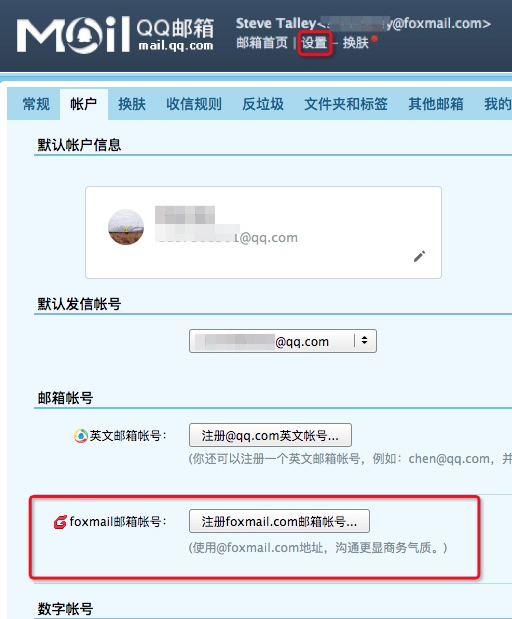 MOil QQ邮箱
mail.qq.com
Steve Talley<y@foxmail.com>
邮箱首页 | 设置 - 换肤
常规 帐户 换肤 收信规则 反垃圾 文件夹和标签 其他邮箱 我的
默认帐户信息
1@qq.com
默认发信帐号
@qq.com
邮箱帐号
英文邮箱帐号： 注册@qq.com英文帐号...
(你还可以注册一个英文邮箱帐号，例如：chen@qq.com，并
foxmail邮箱帐号： 注册foxmail.com邮箱帐号...
(使用@foxmail.com地址，沟通更显商务气质。)
数字帐号